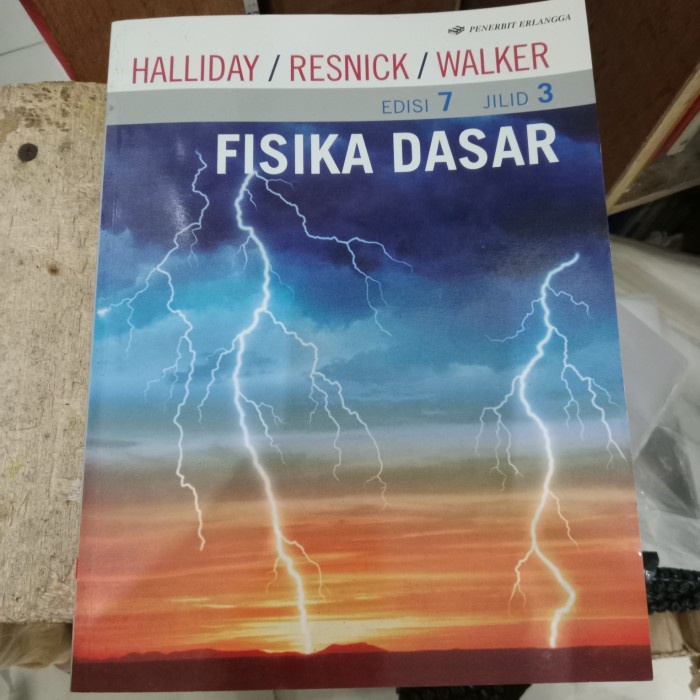 PENERBIT ERLANGGA
HALLIDAY / RESNICK / WALKER
EDISI 7 JILID 3
FISIKA DASAR